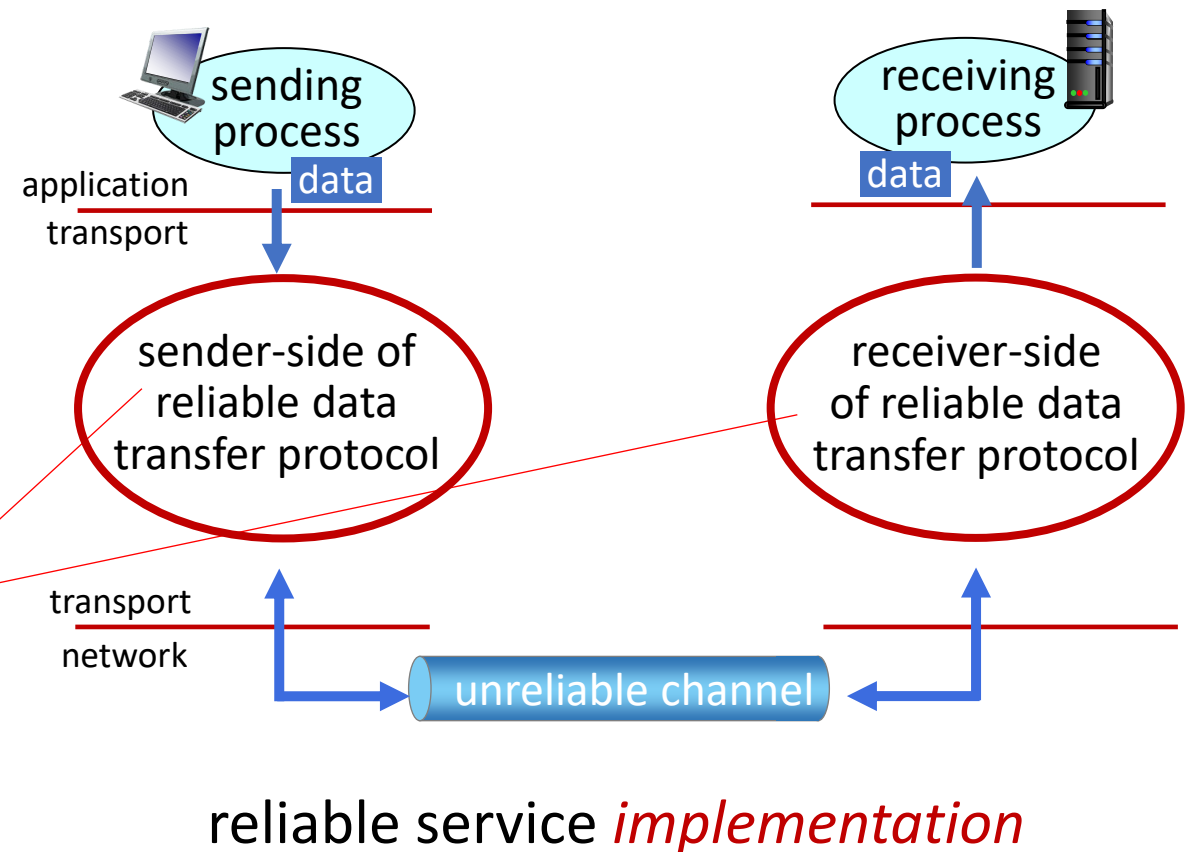 sending
process
data
application
transport
receiving
process
data
sender-side of
reliable data
transfer protocol
receiver-side
of reliable data
transfer protocol
transport
network
unreliable channel
reliable service implementation